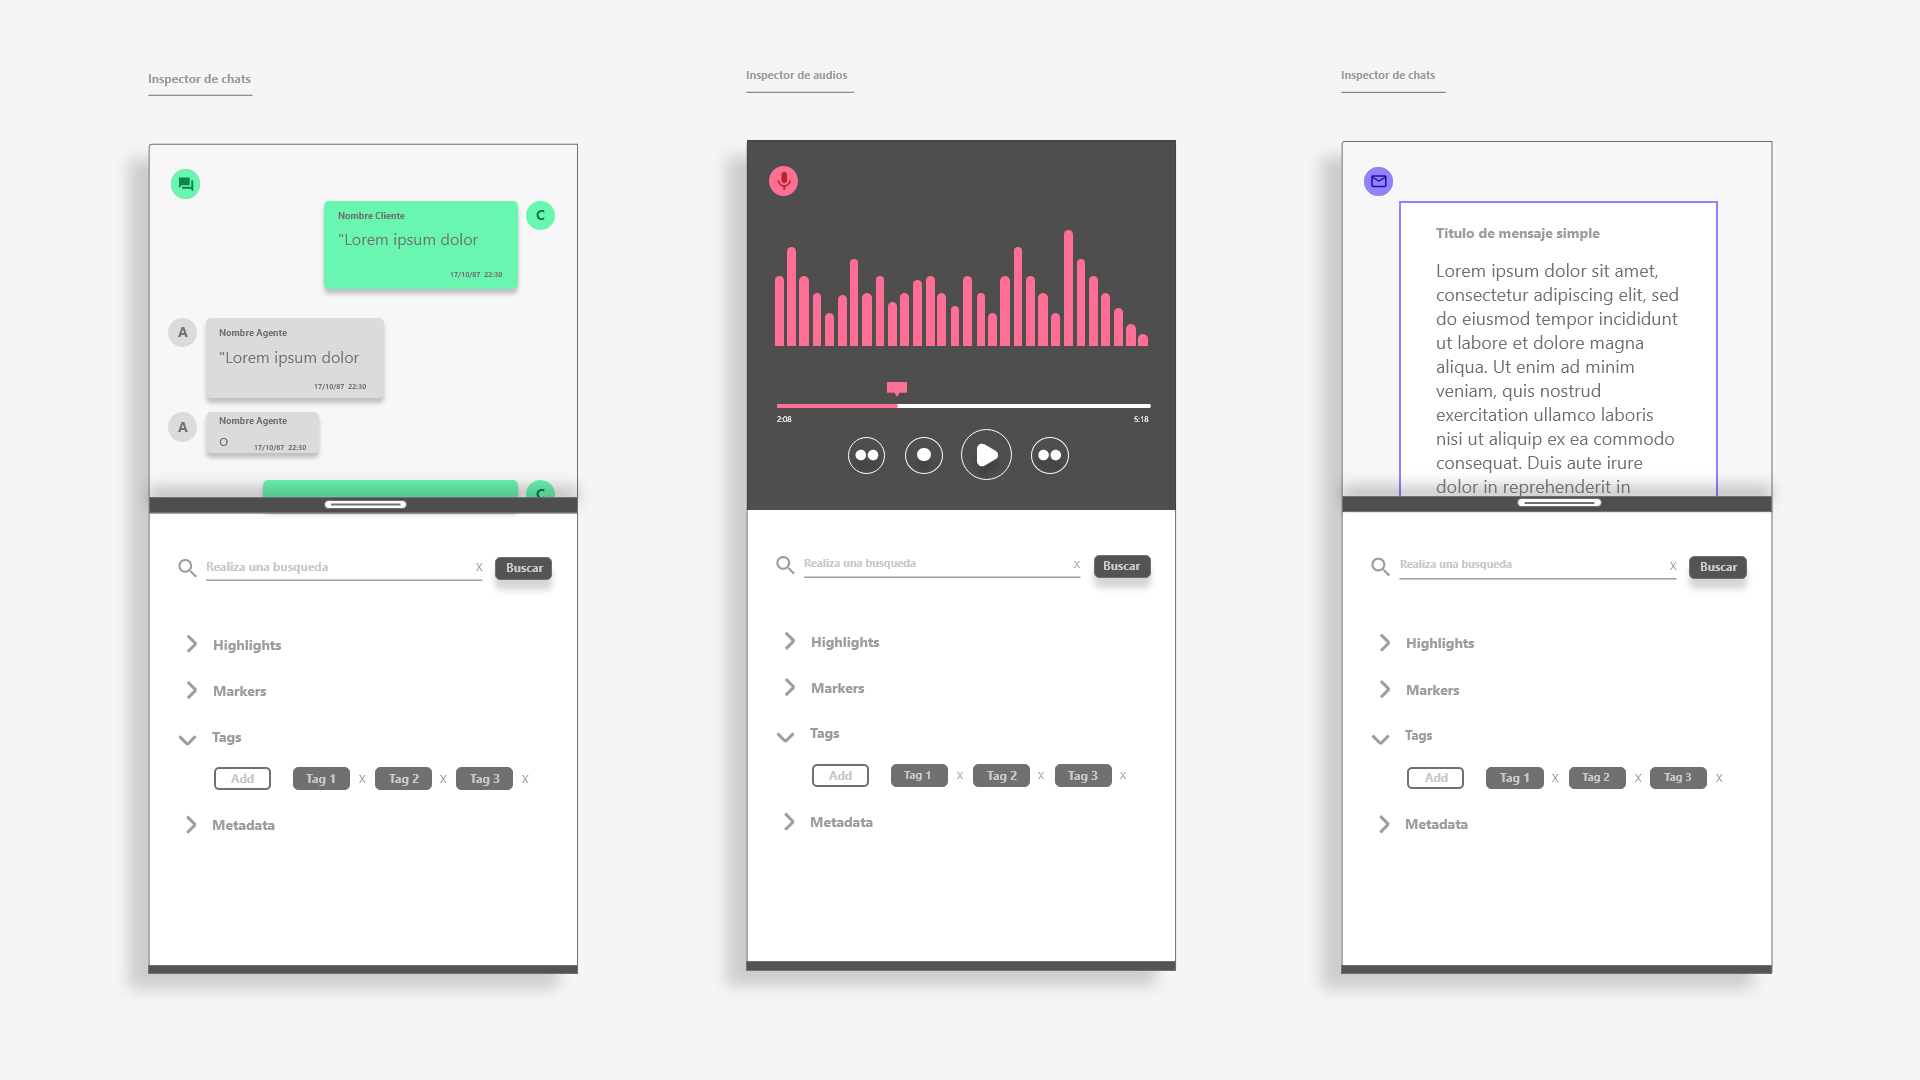 Inspector de chats
C
Nombre Cliente
"Lorem ipsum dolor
17/10/87 22:30
A
Nombre Agente
"Lorem ipsum dolor
17/10/87 22:30
A
Nombre Agente
O
17/10/87 22:30
C
Realiza una busqueda
X
Buscar
Highlights
Markers
Tags
Add
Tag 1
X
Tag 2
X
Tag 3
X
Metadata
Inspector de audios
2:08
5:18
Realiza una busqueda
X
Buscar
Highlights
Markers
Tags
Add
Tag 1
X
Tag 2
X
Tag 3
X
Metadata
Inspector de chats
Titulo de mensaje simple
Lorem ipsum dolor sit amet,
consectetur adipiscing elit, sed
do eiusmod tempor incididunt
ut labore et dolore magna
aliqua. Ut enim ad minim
veniam, quis nostrud
exercitation ullamco laboris
nisi ut aliquip ex ea commodo
consequat. Duis aute irure
dolor in reprehenderit in
Realiza una busqueda
X
Buscar
Highlights
Markers
Tags
Add
Tag 1
X
Tag 2
X
Tag 3
X
Metadata